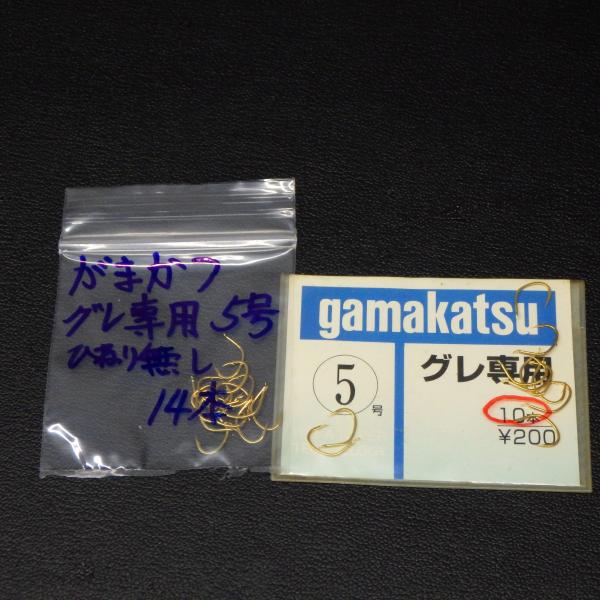 がまかつ
グレ専用 5号
ひねり無し
14本
gamakatsu
5号
グレ専用
10本
¥200